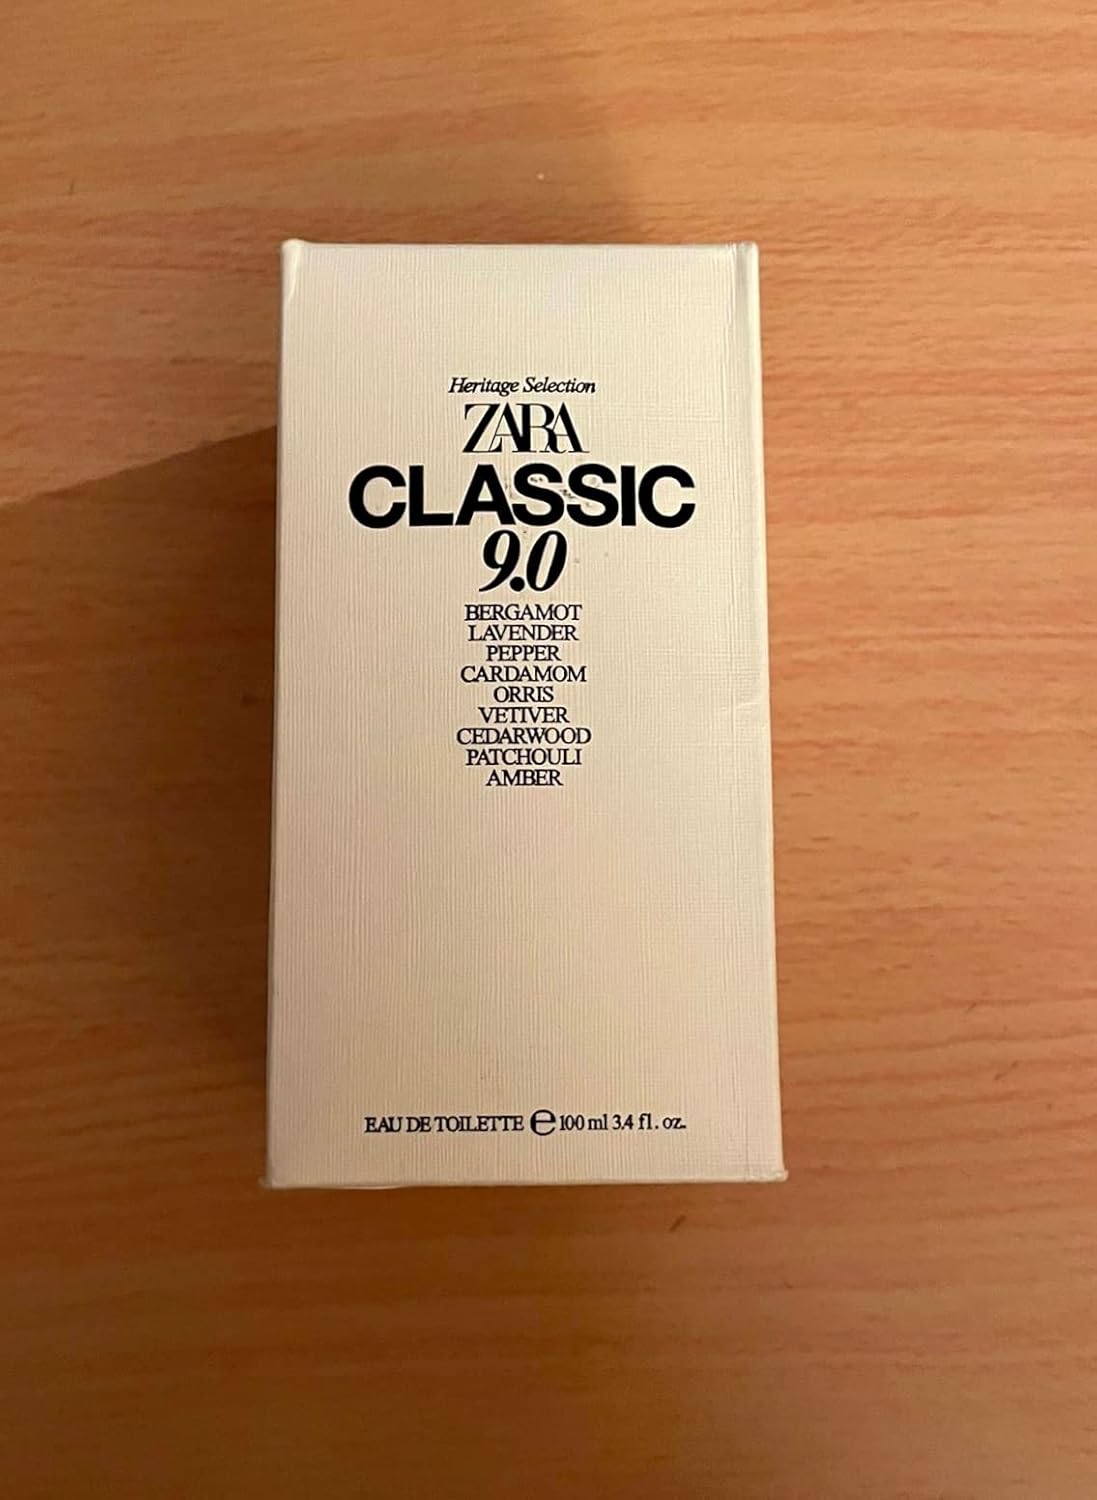 Heritage Selection
ZARA
CLASSIC
9.0
BERGAMOT
LAVENDER
PEPPER
CARDAMOM
ORRIS
VETIVER
CEDARWOOD
PATCHOULI
AMBER
EAU DE TOILETTE ℮ 100 ml 3.4 fl. oz.